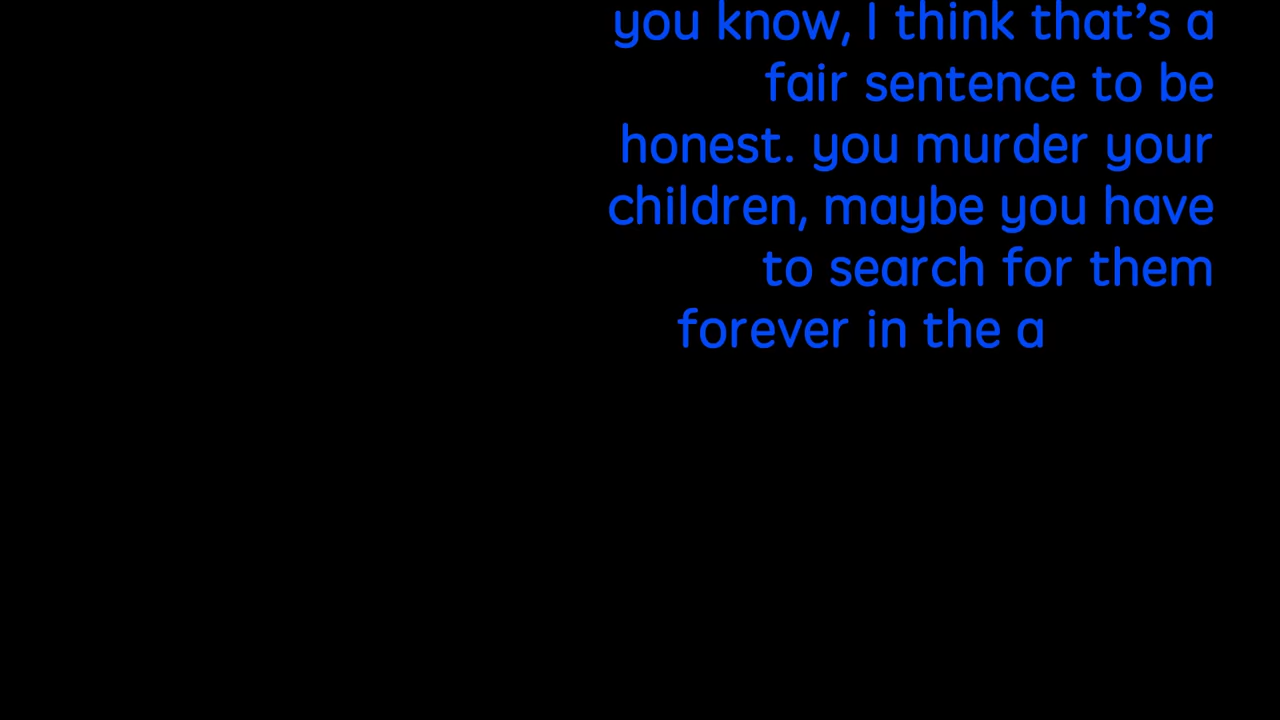 you know, I think that’s a
fair sentence to be
honest. you murder your
children, maybe you have
to search for them
forever in the a